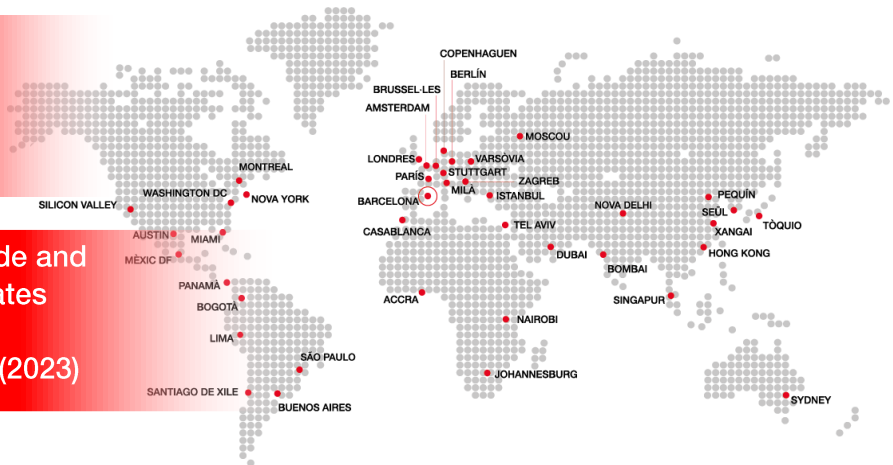 COPENHAGUEN
BERLÍN
BRUSSEL·LES
AMSTERDAM
MOSCOU
LONDRES
VARSÒVIA
MONTREAL
STUTTGART
PARÍS
ZAGREB
WASHINGTON DC
MILÀ
NOVA YORK
ISTANBUL
PEQUÍN
BARCELONA
SILICON VALLEY
NOVA DELHI
SEÜL
TÒQUIO
CASABLANCA
TEL AVIV
XANGAI
AUSTIN
MIAMI
de and
MÈXIC DF
DUBAI
HONG KONG
BOMBAI
PANAMÀ
ates
ACCRA
SINGAPUR
BOGOTÀ
NAIROBI
LIMA
SÃO PAULO
(2023)
JOHANNESBURG
SANTIAGO DE XILE
SYDNEY
BUENOS AIRES